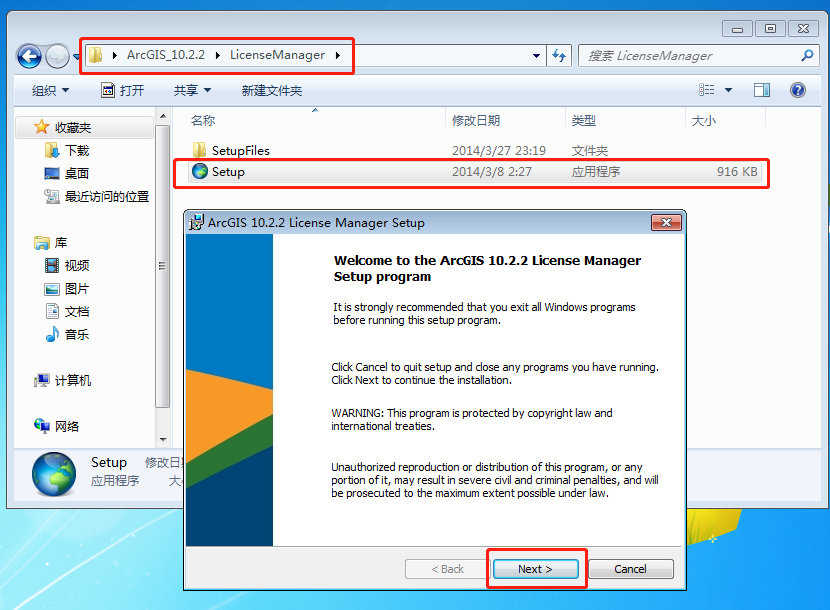 ArcGIS_10.2.2 LicenseManager
搜索 LicenseManager
组织 打开 共享 新建文件夹
名称 修改日期 类型 大小
收藏夹
下载
桌面
最近访问的位置
库
视频
图片
文档
音乐
计算机
网络
SetupFiles 2014/3/27 23:19 文件夹
Setup 2014/3/8 2:27 应用程序 916 KB
Setup 修改日
应用程序 大
ArcGIS 10.2.2 License Manager Setup
Welcome to the ArcGIS 10.2.2 License Manager
Setup program
It is strongly recommended that you exit all Windows programs
before running this setup program.
Click Cancel to quit setup and close any programs you have running.
Click Next to continue the installation.
WARNING: This program is protected by copyright law and
international treaties.
Unauthorized reproduction or distribution of this program, or any
portion of it, may result in severe civil and criminal penalties, and will
be prosecuted to the maximum extent possible under law.
< Back Next > Cancel